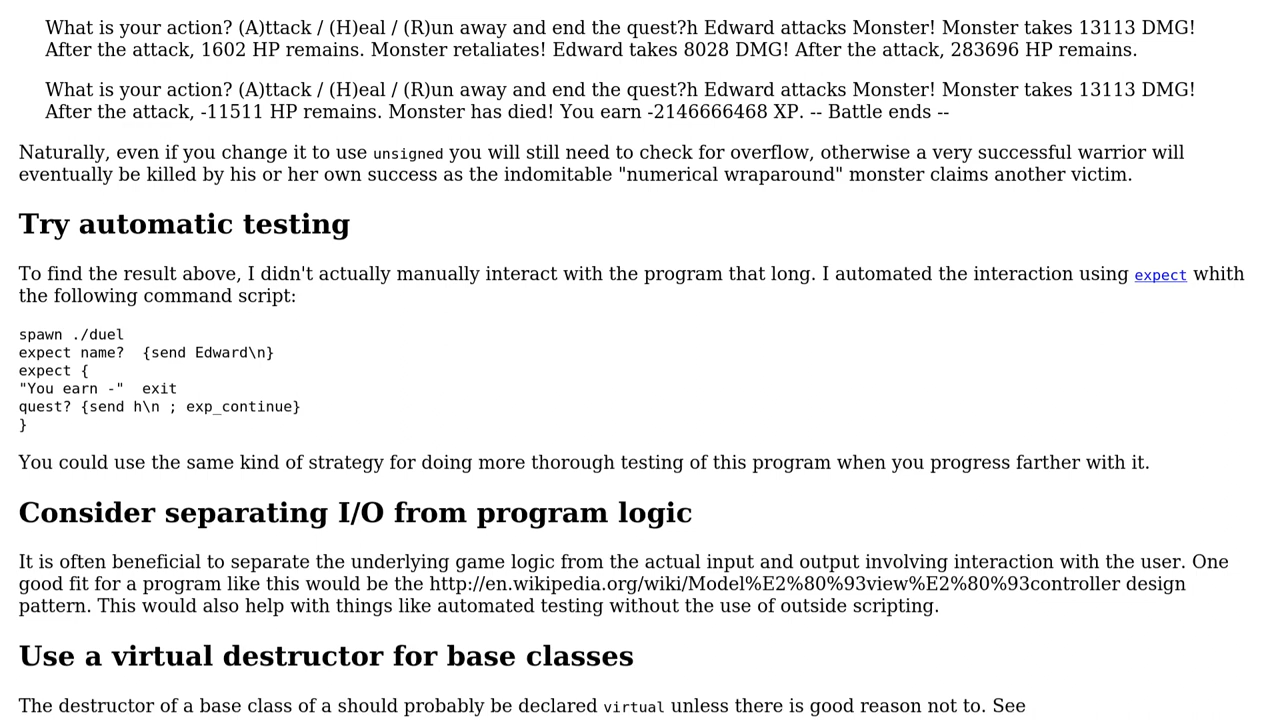 What is your action? (A)ttack / (H)eal / (R)un away and end the quest?h Edward attacks Monster! Monster takes 13113 DMG!
After the attack, 1602 HP remains. Monster retaliates! Edward takes 8028 DMG! After the attack, 283696 HP remains.
What is your action? (A)ttack / (H)eal / (R)un away and end the quest?h Edward attacks Monster! Monster takes 13113 DMG!
After the attack, -11511 HP remains. Monster has died! You earn -2146666468 XP. -- Battle ends --
Naturally, even if you change it to use unsigned you will still need to check for overflow, otherwise a very successful warrior will
eventually be killed by his or her own success as the indomitable "numerical wraparound" monster claims another victim.
Try automatic testing
To find the result above, I didn't actually manually interact with the program that long. I automated the interaction using expect whith
the following command script:
spawn ./duel
expect name?  {send Edward\n}
expect {
"You earn -"  exit
quest? {send h\n ; exp_continue}
}
You could use the same kind of strategy for doing more thorough testing of this program when you progress farther with it.
Consider separating I/O from program logic
It is often beneficial to separate the underlying game logic from the actual input and output involving interaction with the user. One
good fit for a program like this would be the http://en.wikipedia.org/wiki/Model%E2%80%93view%E2%80%93controller design
pattern. This would also help with things like automated testing without the use of outside scripting.
Use a virtual destructor for base classes
The destructor of a base class of a should probably be declared virtual unless there is good reason not to. See